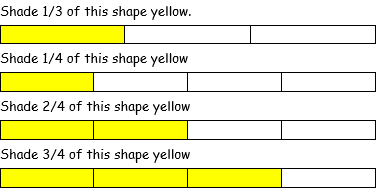 Shade 1/3 of this shape yellow.
Shade 1/4 of this shape yellow
Shade 2/4 of this shape yellow
Shade 3/4 of this shape yellow